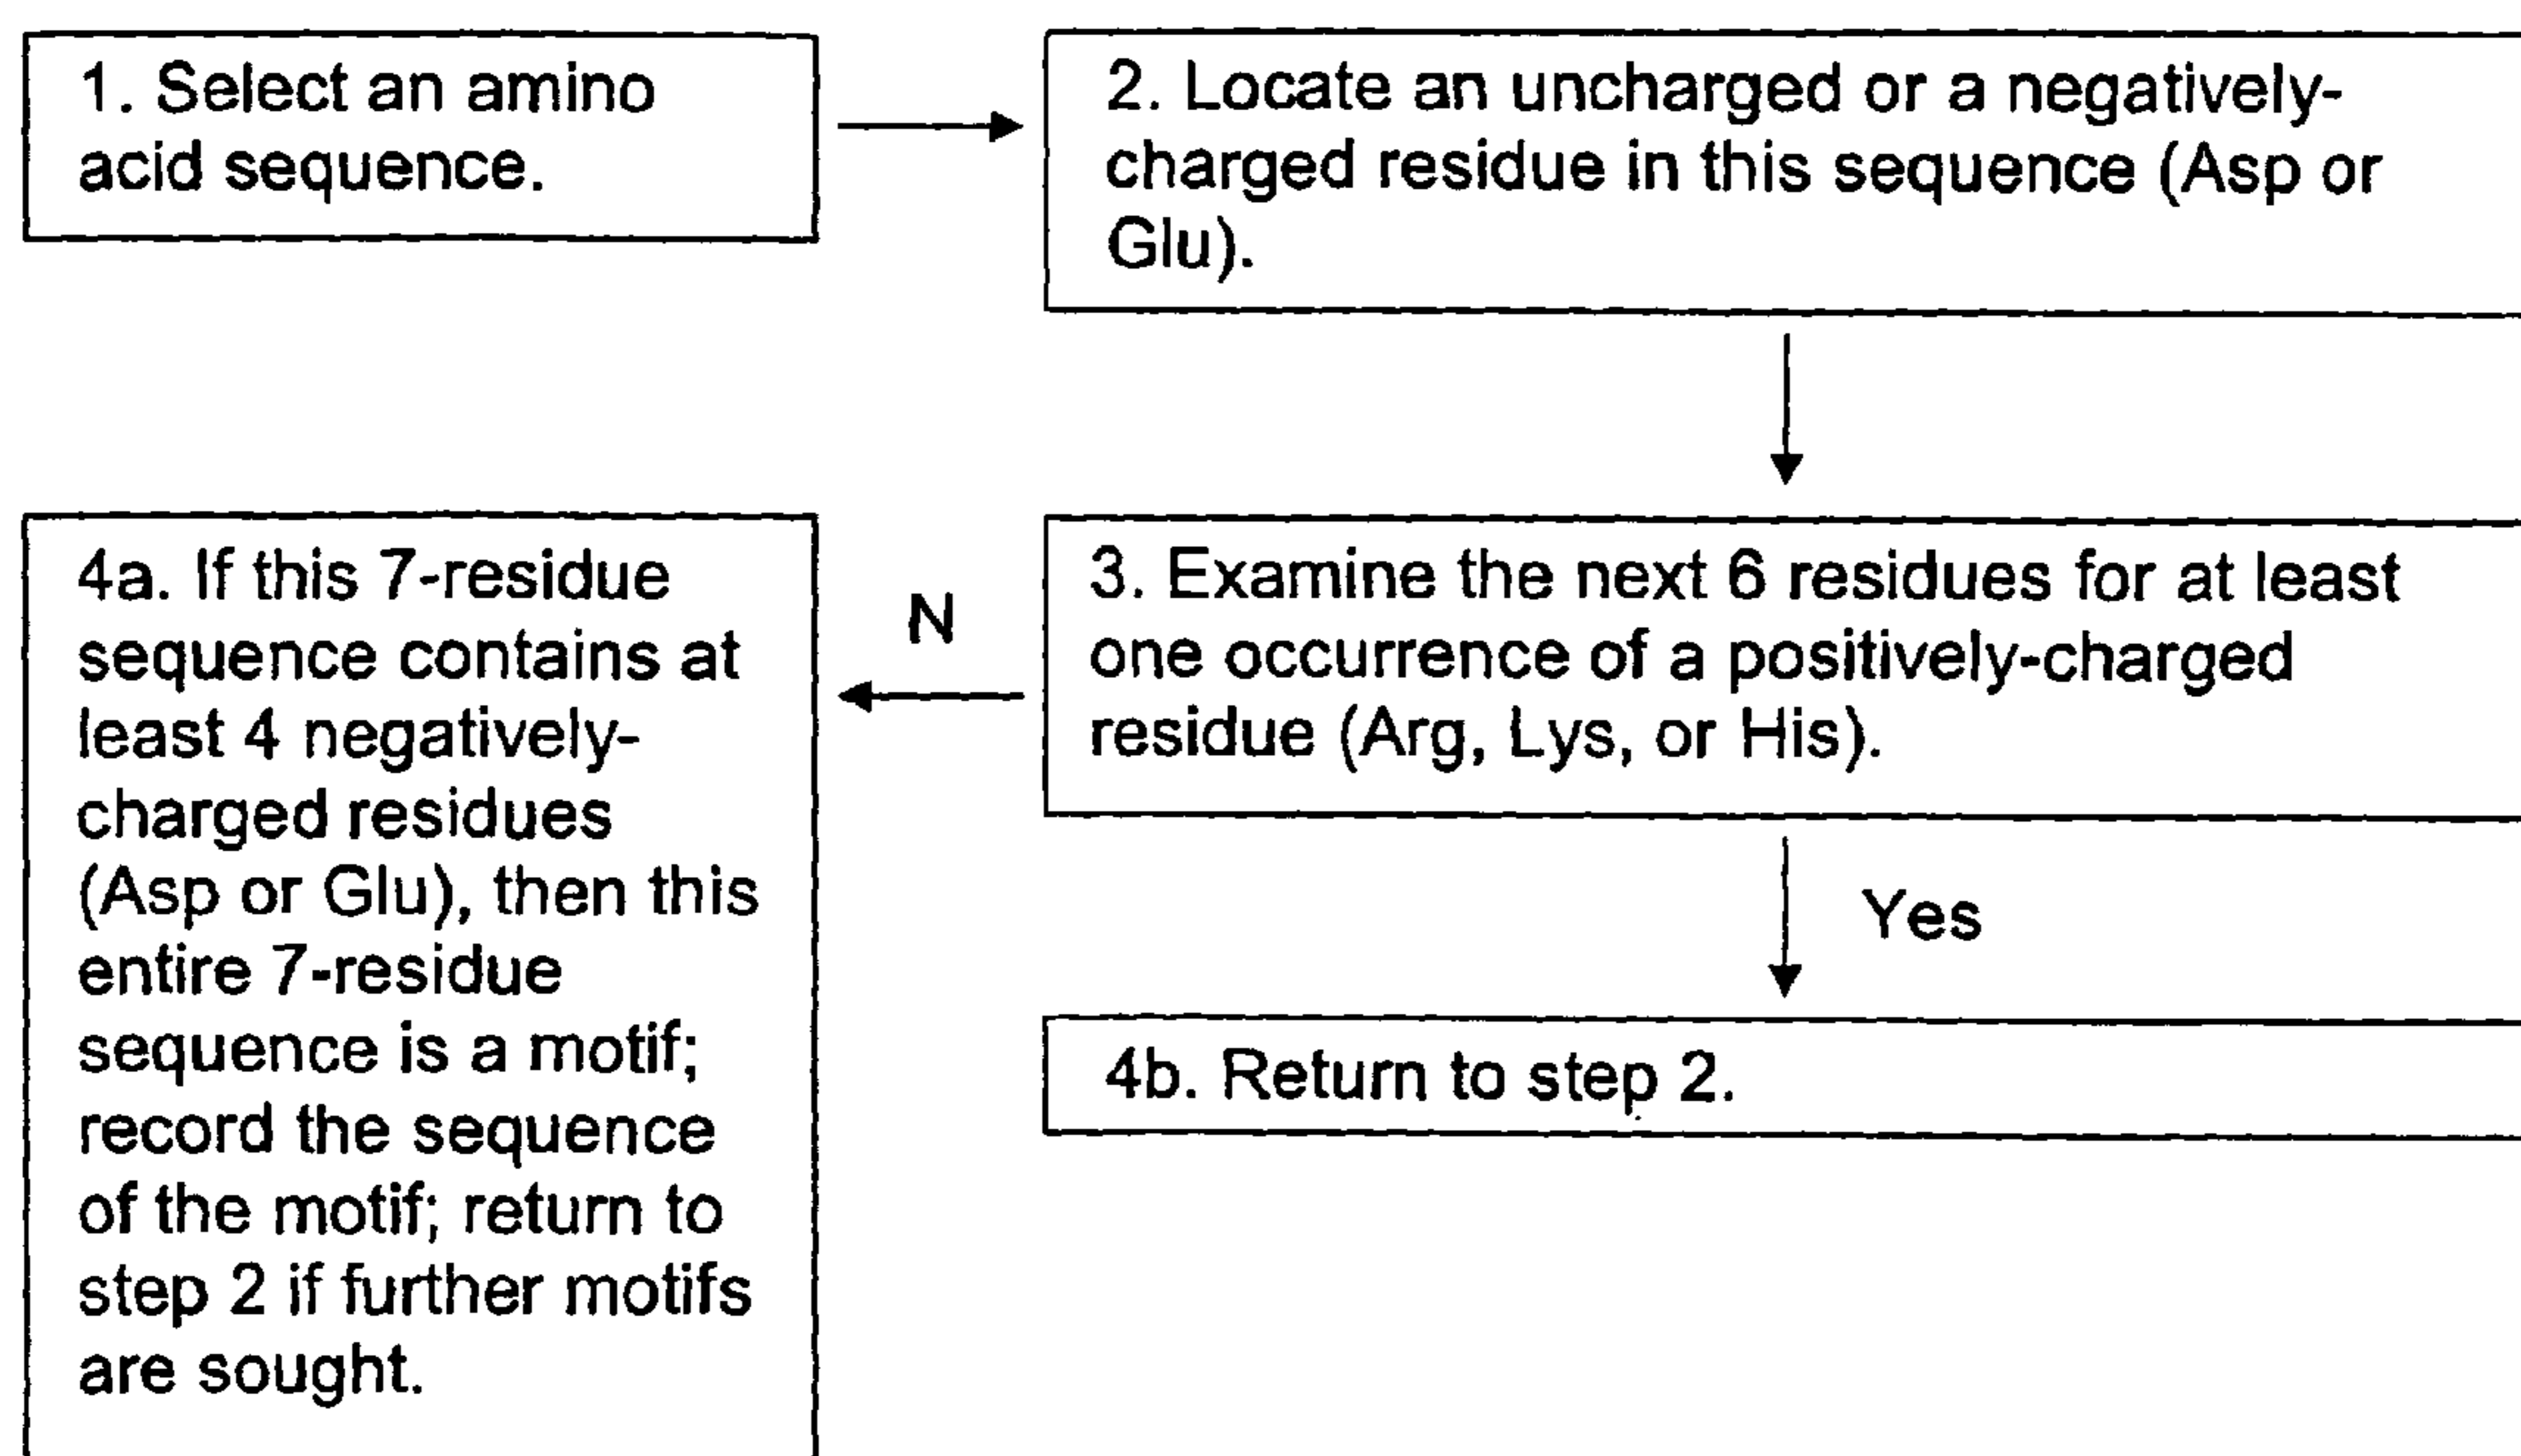 1. Select an amino
acid sequence.
2. Locate an uncharged or a negatively-
charged residue in this sequence (Asp or
Glu).
3. Examine the next 6 residues for at least
one occurrence of a positively-charged
residue (Arg, Lys, or His).
N
4a. If this 7-residue
sequence contains at
least 4 negatively-
charged residues
(Asp or Glu), then this
entire 7-residue
sequence is a motif;
record the sequence
of the motif; return to
step 2 if further motifs
are sought.
Yes
4b. Return to step 2.